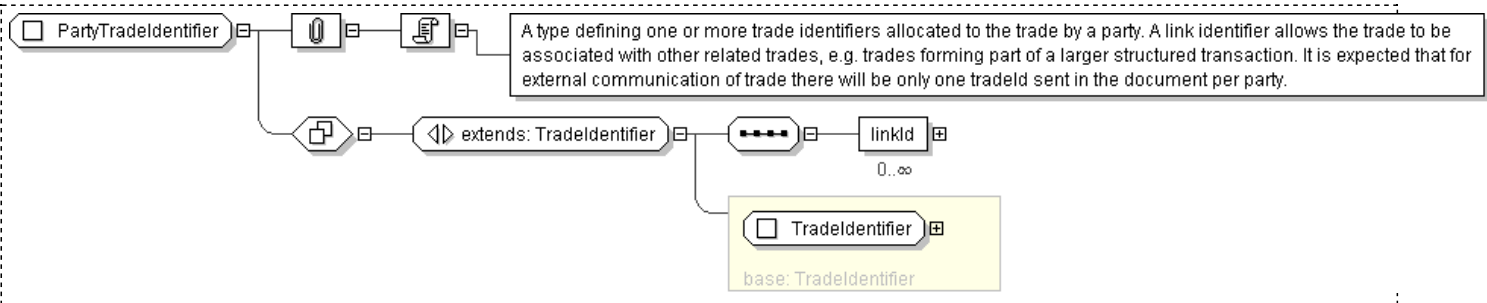 PartyTradeIdentifier
A type defining one or more trade identifiers allocated to the trade by a party. A link identifier allows the trade to be
associated with other related trades, e.g. trades forming part of a larger structured transaction. It is expected that for
external communication of trade there will be only one tradeId sent in the document per party.
extends: TradeIdentifier
linkId
0..∞
TradeIdentifier
base: TradeIdentifier